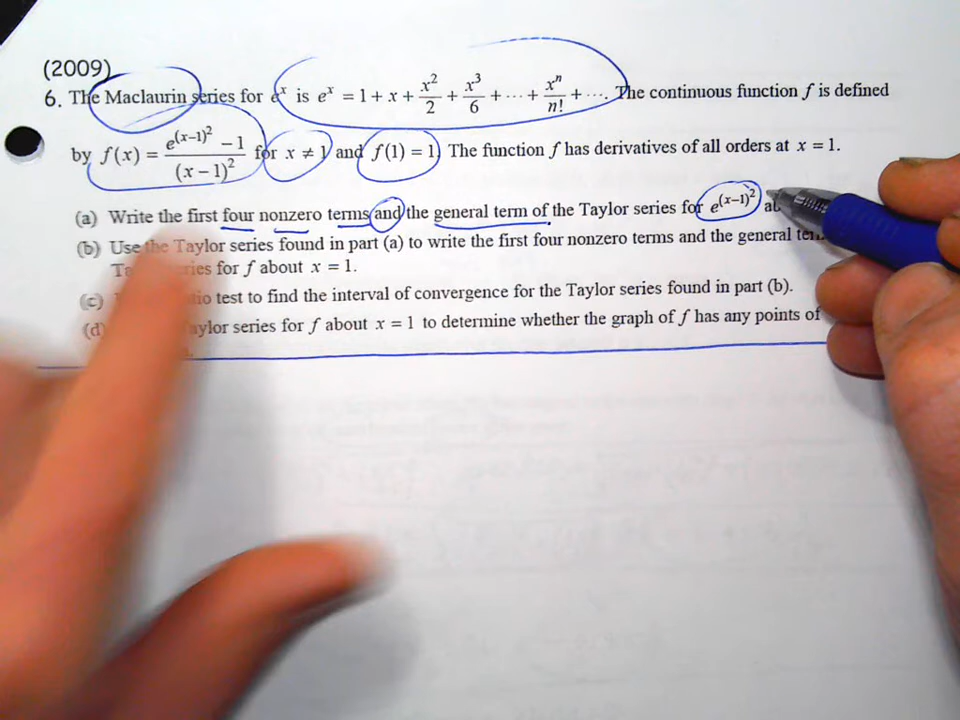 (2009)
6. The Maclaurin series for e^x is e^x = 1 + x + x^2/2 + x^3/6 + ··· + x^n/n! + ···. The continuous function f is defined
by f(x) = (e^(x−1)^2 − 1)/(x − 1)^2 for x ≠ 1 and f(1) = 1. The function f has derivatives of all orders at x = 1.
(a) Write the first four nonzero terms and the general term of the Taylor series for e^(x−1)^2
(b) Use the Taylor series found in part (a) to write the first four nonzero terms and the general
for f about x = 1.
(c) test to find the interval of convergence for the Taylor series found in part (b).
(d) series for f about x = 1 to determine whether the graph of f has any points of